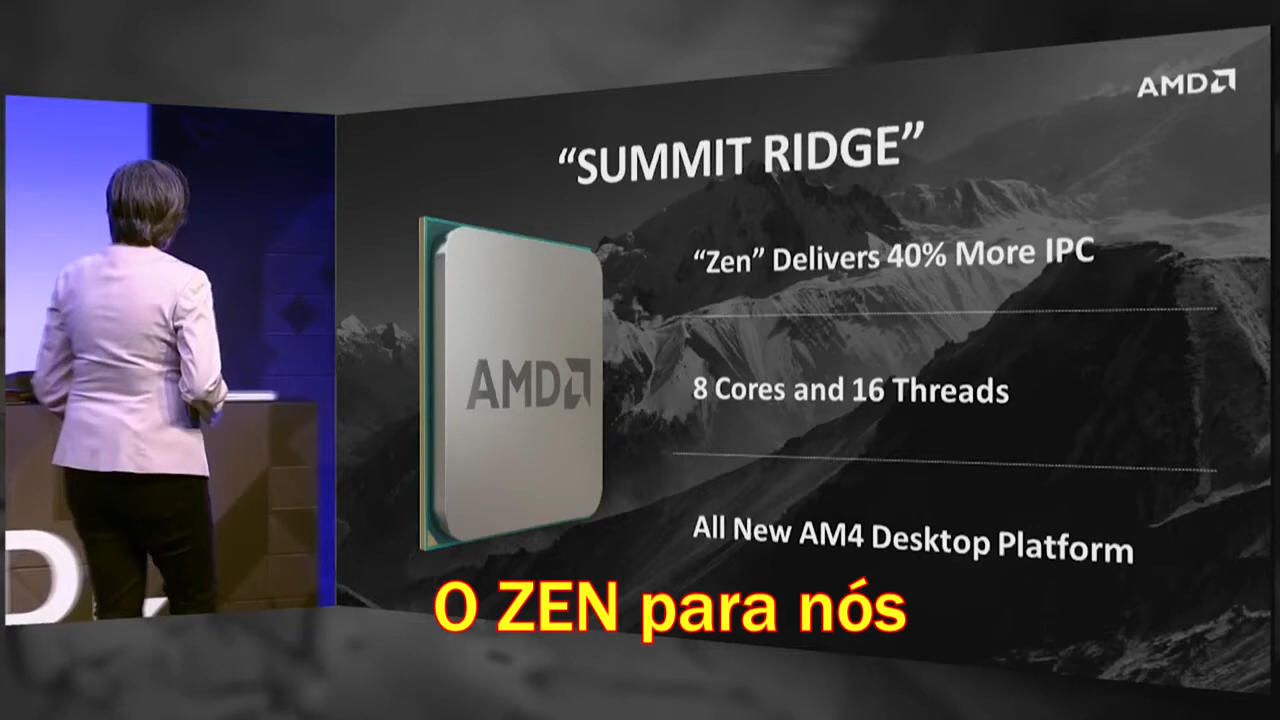 AMD
“SUMMIT RIDGE”
“Zen” Delivers 40% More IPC
AMD
8 Cores and 16 Threads
All New AM4 Desktop Platform
O ZEN para nós